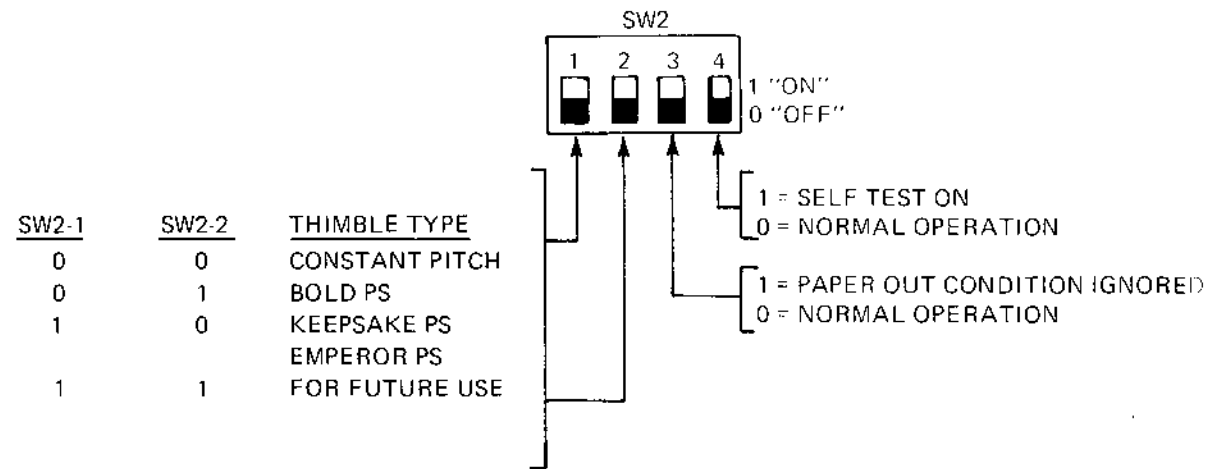 SW2
1 2 3 4
1 "ON"
0 "OFF"
1 = SELF TEST ON
0 = NORMAL OPERATION
1 = PAPER OUT CONDITION IGNORED
0 = NORMAL OPERATION
SW2-1 SW2-2 THIMBLE TYPE
0 0 CONSTANT PITCH
0 1 BOLD PS
1 0 KEEPSAKE PS
EMPEROR PS
1 1 FOR FUTURE USE